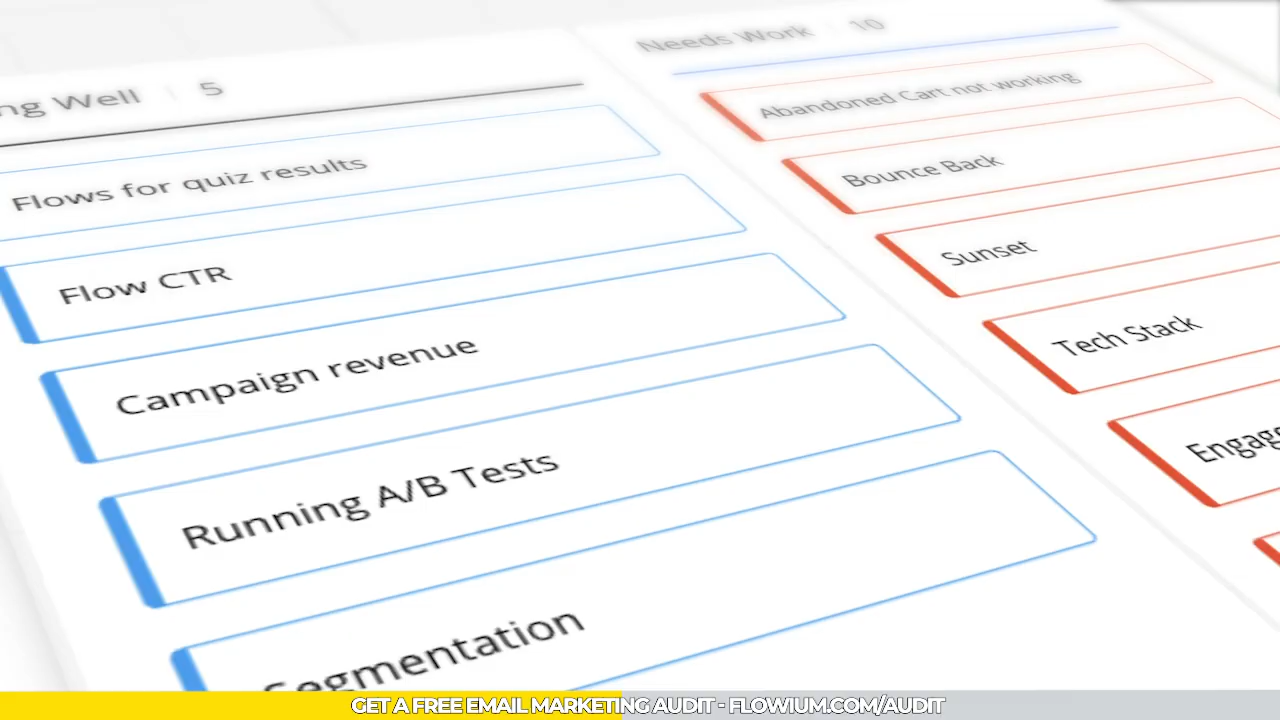 ng Well | 5
Flows for quiz results
Flow CTR
Campaign revenue
Running A/B Tests
Segmentation
Needs Work | 10
Abandoned Cart not working
Bounce Back
Sunset
Tech Stack
Engage
GET A FREE EMAIL MARKETING AUDIT - FLOWIUM.COM/AUDIT